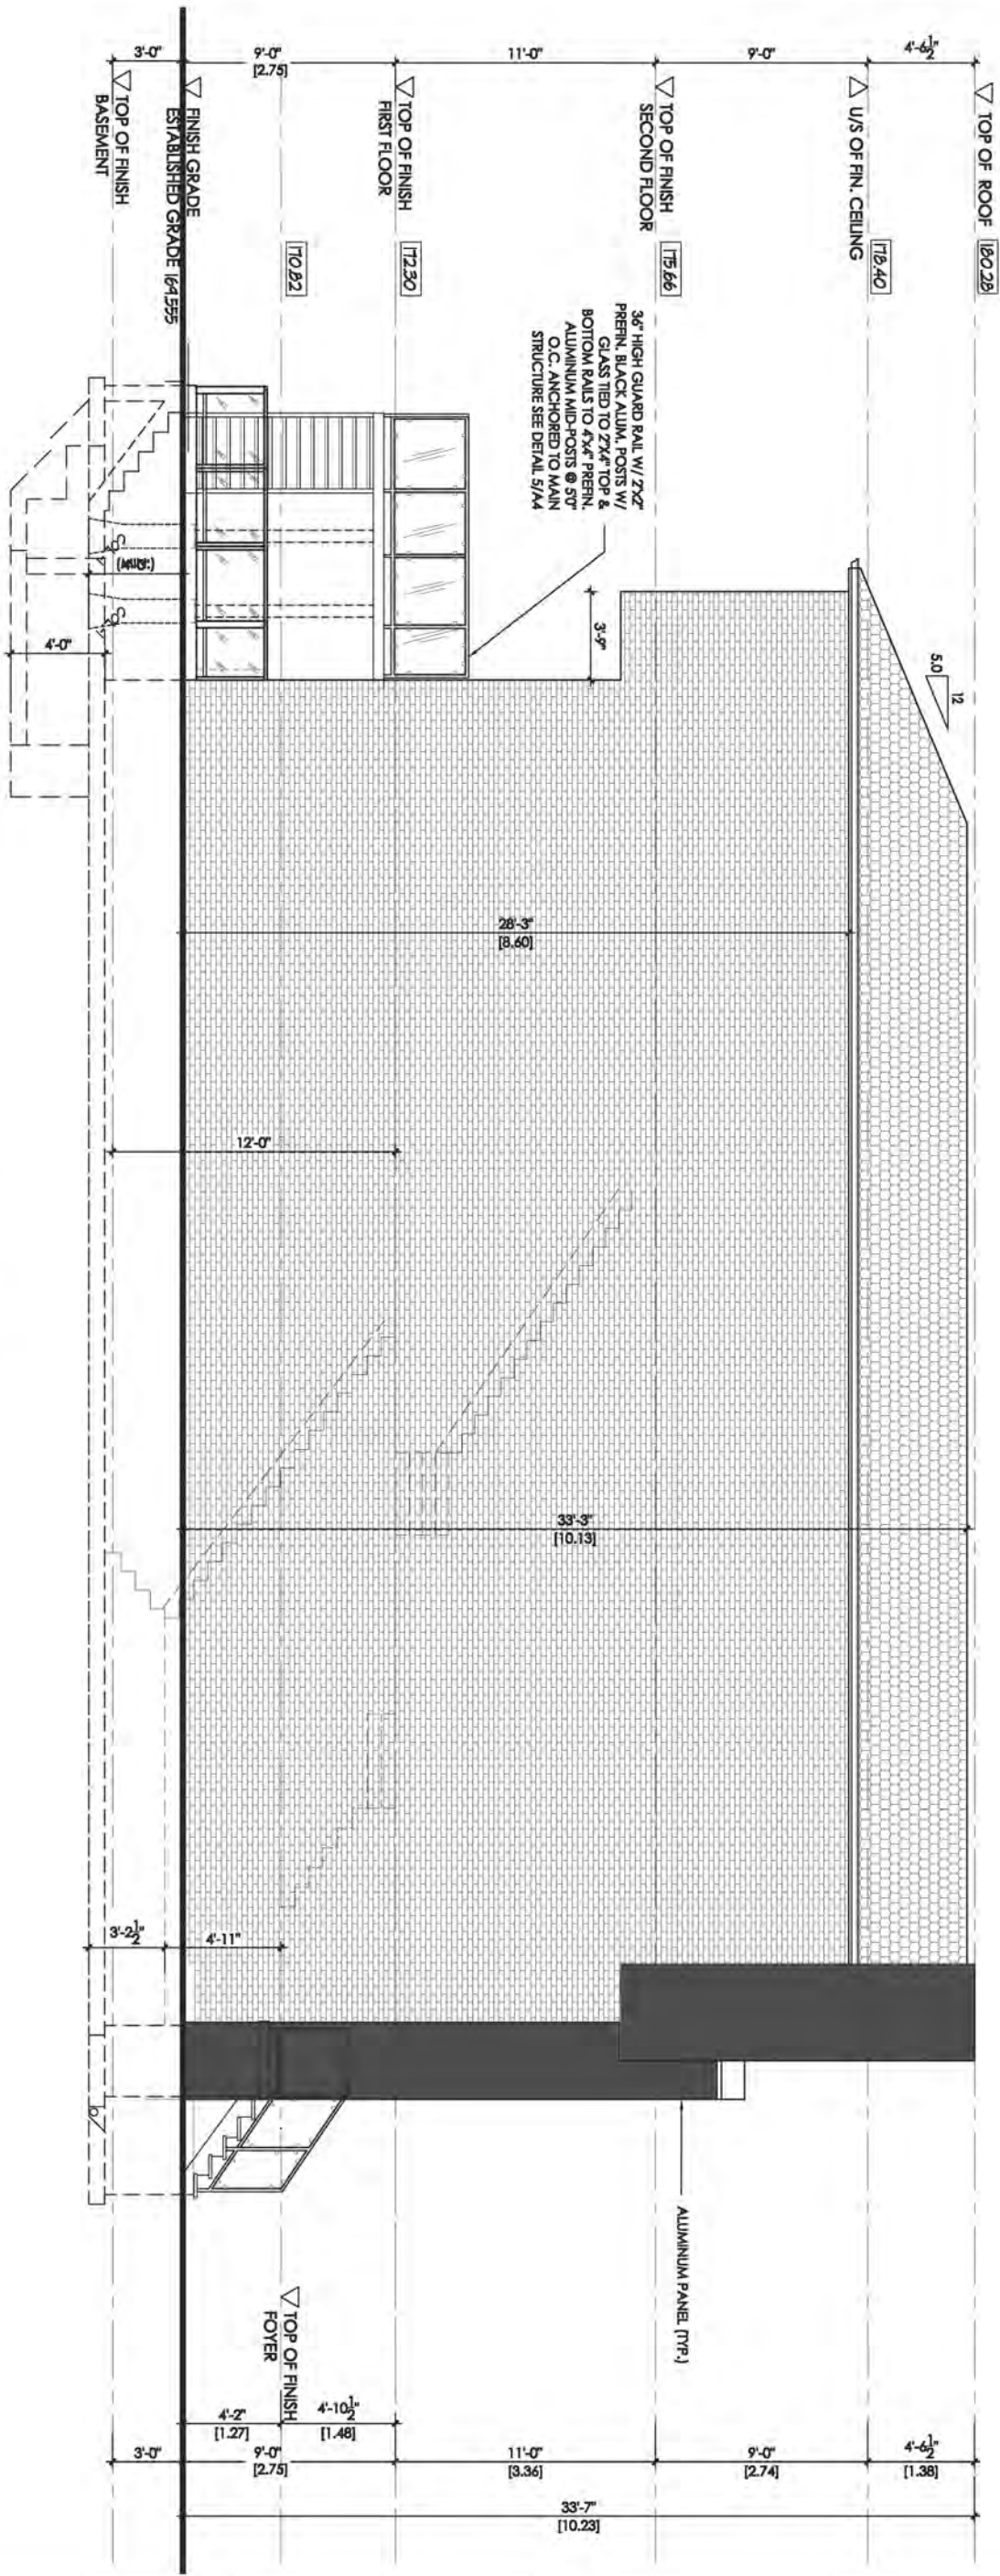 TOP OF ROOF 180.28
U/S OF FIN. CEILING
178.40
TOP OF FINISH
SECOND FLOOR
175.66
TOP OF FINISH
FIRST FLOOR
172.30
170.82
FINISH GRADE
ESTABLISHED GRADE 169.555
TOP OF FINISH
BASEMENT
4'-6½"
9'-0"
11'-0"
9'-0"
[2.75]
3'-0"
36" HIGH GUARD RAIL W/ 2'X2"
PREFIN. BLACK ALUM. POSTS W/
GLASS TIED TO 2"X4" TOP &
BOTTOM RAILS TO 4"x4" PREFIN.
ALUMINUM MID-POSTS @ 5'0"
O.C. ANCHORED TO MAIN
STRUCTURE SEE DETAIL 5/A4
12
5.0
3'-9"
4'-0"
28'-3"
[8.60]
12'-0"
33'-3"
[10.13]
3'-2½"
4'-11"
ALUMINUM PANEL (TYP.)
TOP OF FINISH
FOYER
4'-2"
[1.27]
4'-10½"
[1.48]
3'-0"
9'-0"
[2.75]
11'-0"
[3.36]
9'-0"
[2.74]
4'-6½"
[1.38]
33'-7"
[10.23]